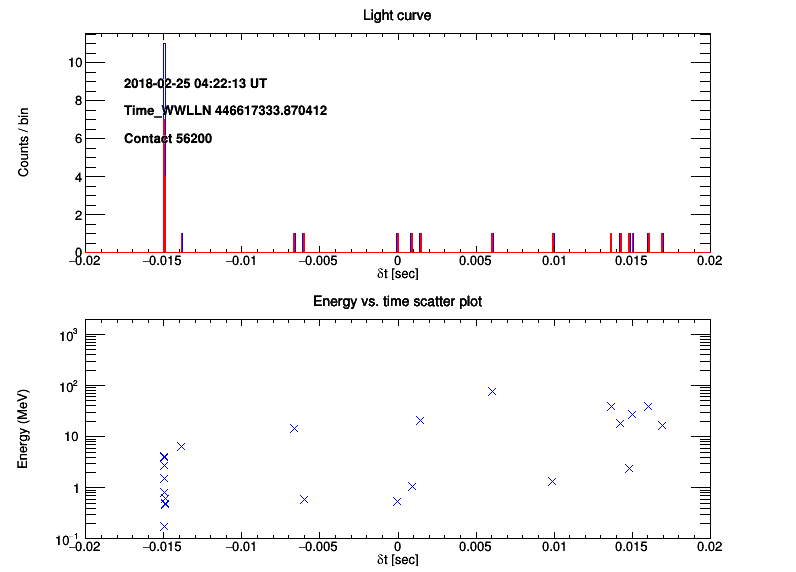 Light curve
Counts / bin
10
8
6
4
2
0
2018-02-25 04:22:13 UT
Time_WWLLN 446617333.870412
Contact 56200
−0.02 −0.015 −0.01 −0.005 0 0.005 0.01 0.015 0.02
δt [sec]
Energy vs. time scatter plot
Energy (MeV)
10³
10²
10
1
10⁻¹
−0.02 −0.015 −0.01 −0.005 0 0.005 0.01 0.015 0.02
δt [sec]